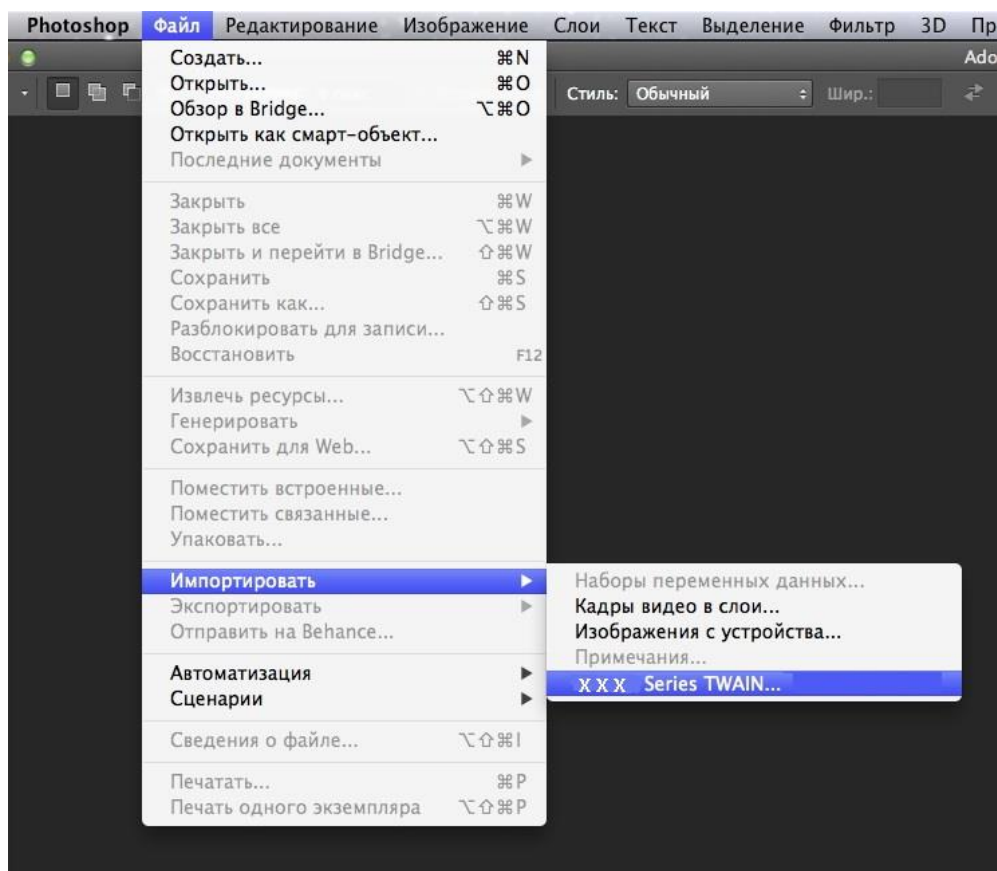 Photoshop Файл Редактирование Изображение Слои Текст Выделение Фильтр 3D Пр
Ado
Стиль: Обычный Шир.:
Создать... ⌘N
Открыть... ⌘O
Обзор в Bridge... ⌥⌘O
Открыть как смарт-объект...
Последние документы
Закрыть ⌘W
Закрыть все ⌥⌘W
Закрыть и перейти в Bridge... ⇧⌘W
Сохранить ⌘S
Сохранить как... ⇧⌘S
Разблокировать для записи...
Восстановить F12
Извлечь ресурсы... ⌥⇧⌘W
Генерировать
Сохранить для Web... ⌥⇧⌘S
Поместить встроенные...
Поместить связанные...
Упаковать...
Импортировать
Экспортировать
Отправить на Behance...
Автоматизация
Сценарии
Сведения о файле... ⌥⇧⌘I
Печатать... ⌘P
Печать одного экземпляра ⌥⇧⌘P
Наборы переменных данных...
Кадры видео в слои...
Изображения с устройства...
Примечания...
X X X Series TWAIN...